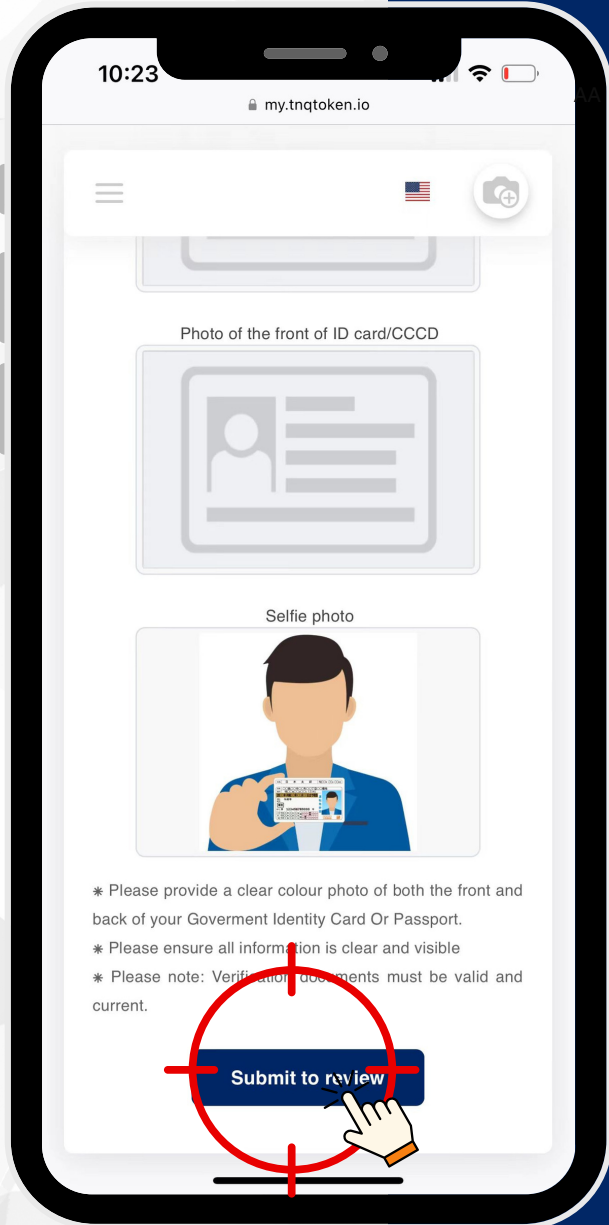 10:23
my.tnqtoken.io
AA
Photo of the front of ID card/CCCD
Selfie photo
⁕ Please provide a clear colour photo of both the front and
back of your Goverment Identity Card Or Passport.
⁕ Please ensure all information is clear and visible
⁕ Please note: Verification documents must be valid and
current.
Submit to review